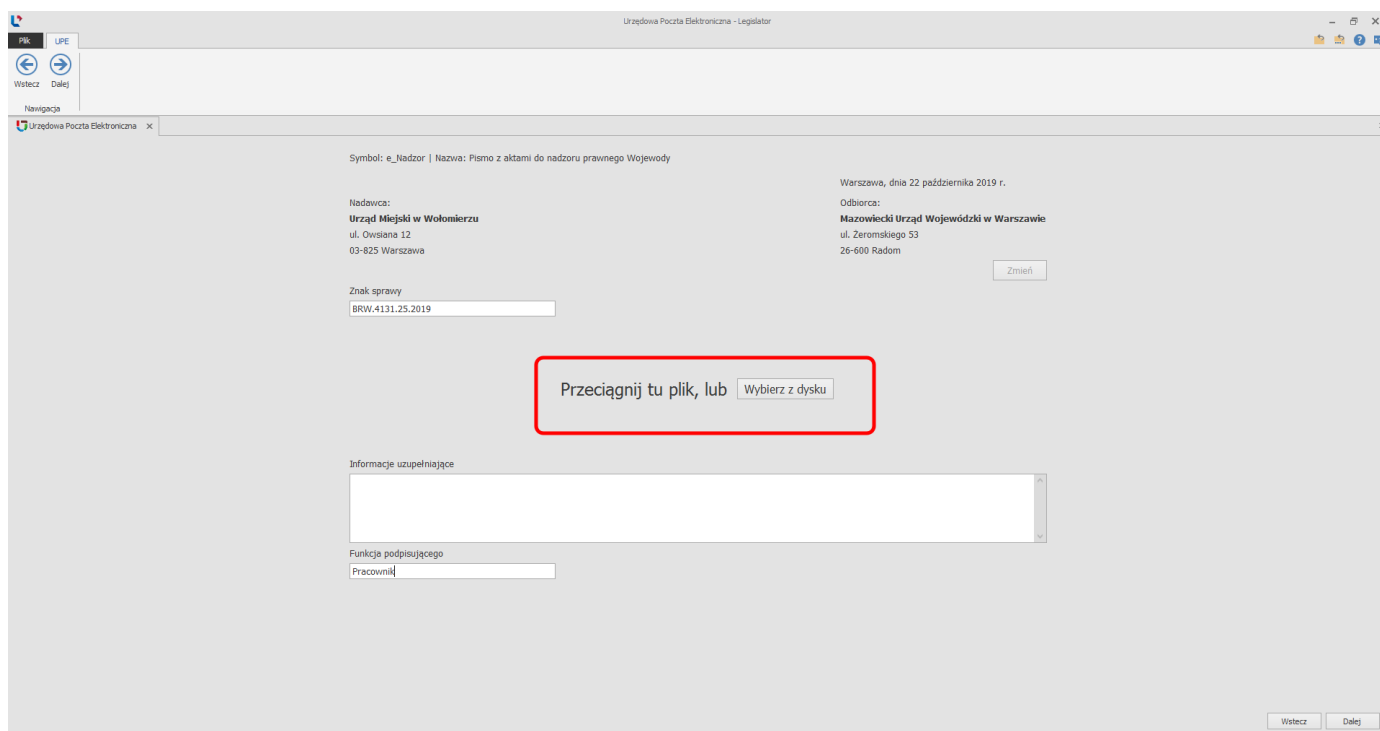 Urzędowa Poczta Elektroniczna - Legislator
Plik UPE
Wstecz Dalej
Nawigacja
Urzędowa Poczta Elektroniczna
Symbol: e_Nadzor | Nazwa: Pismo z aktami do nadzoru prawnego Wojewody
Warszawa, dnia 22 października 2019 r.
Nadawca:
Urząd Miejski w Wołomierzu
ul. Owsiana 12
03-825 Warszawa
Odbiorca:
Mazowiecki Urząd Wojewódzki w Warszawie
ul. Żeromskiego 53
26-600 Radom
Zmień
Znak sprawy
BRW.4131.25.2019
Przeciągnij tu plik, lub Wybierz z dysku
Informacje uzupełniające
Funkcja podpisującego
Pracownik
Wstecz Dalej